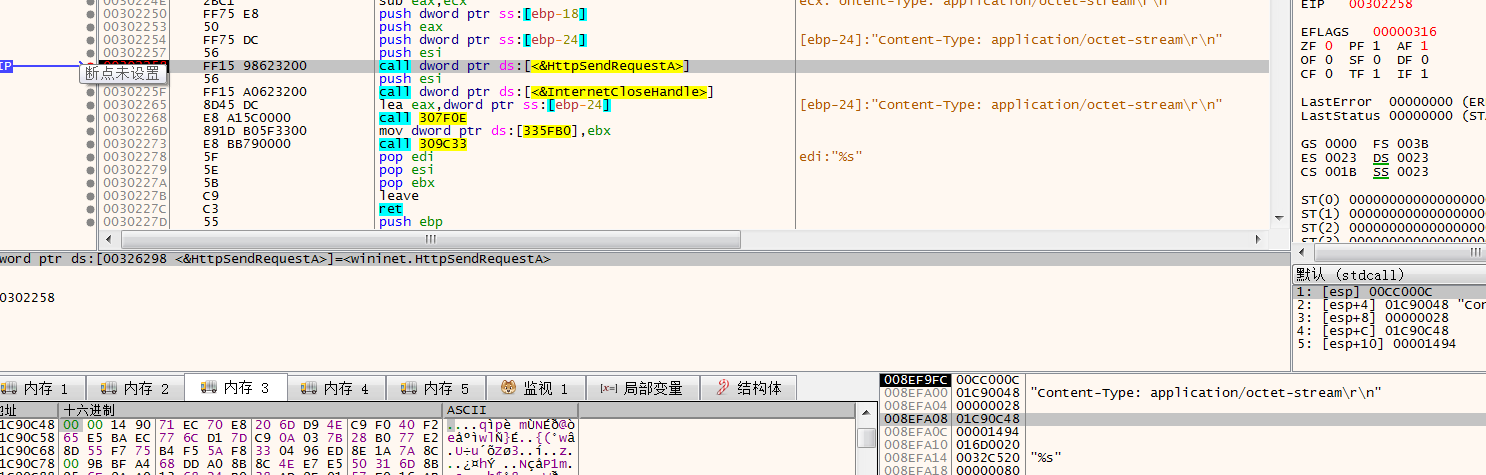 0030224E 2BC1 sub eax,ecx ecx:"Content-Type: application/octet-stream\r\n"
00302250 FF75 E8 push dword ptr ss:[ebp-18]
00302253 50 push eax
00302254 FF75 DC push dword ptr ss:[ebp-24] [ebp-24]:"Content-Type: application/octet-stream\r\n"
00302257 56 push esi
IP FF15 98623200 call dword ptr ds:[<&HttpSendRequestA>]
断点未设置
56 push esi
0030225F FF15 A0623200 call dword ptr ds:[<&InternetCloseHandle>]
00302265 8D45 DC lea eax,dword ptr ss:[ebp-24] [ebp-24]:"Content-Type: application/octet-stream\r\n"
00302268 E8 A15C0000 call 307F0E
0030226D 891D B05F3300 mov dword ptr ds:[335FB0],ebx
00302273 E8 BB790000 call 309C33
00302278 5F pop edi edi:"%s"
00302279 5E pop esi
0030227A 5B pop ebx
0030227B C9 leave
0030227C C3 ret
0030227D 55 push ebp
EIP 00302258
EFLAGS 00000316
ZF 0 PF 1 AF 1
OF 0 SF 0 DF 0
CF 0 TF 1 IF 1
LastError 00000000 (ER
LastStatus 00000000 (ST
GS 0000 FS 003B
ES 0023 DS 0023
CS 001B SS 0023
ST(0) 0000000000000000
ST(1) 0000000000000000
ST(2) 0000000000000000
word ptr ds:[00326298 <&HttpSendRequestA>]=<wininet.HttpSendRequestA>
0302258
默认 (stdcall)
1: [esp] 00CC000C
2: [esp+4] 01C90048 "Con
3: [esp+8] 00000028
4: [esp+C] 01C90C48
5: [esp+10] 00001494
内存 1 内存 2 内存 3 内存 4 内存 5 监视 1 [x=] 局部变量 结构体
地址 十六进制 ASCII
1C90C48 00 00 14 90 71 EC 70 E8 20 6D D9 4E C9 F0 40 F2
1C90C58 65 E5 BA EC 77 6C D1 7D C9 0A 03 7B 28 B0 77 E2
1C90C68 8D 55 F7 75 B4 F5 5A F8 33 04 96 ED 8E 1A 7A 8C
1C90C78 00 9B BF A4 68 DD A0 8B 8C 4E E7 E5 50 31 6D 8B
008EF9FC 00CC000C
008EFA00 01C90048 "Content-Type: application/octet-stream\r\n"
008EFA04 00000028
008EFA08 01C90C48
008EFA0C 00001494
008EFA10 016D0020
008EFA14 0032C520 "%s"
008EFA18 00000080